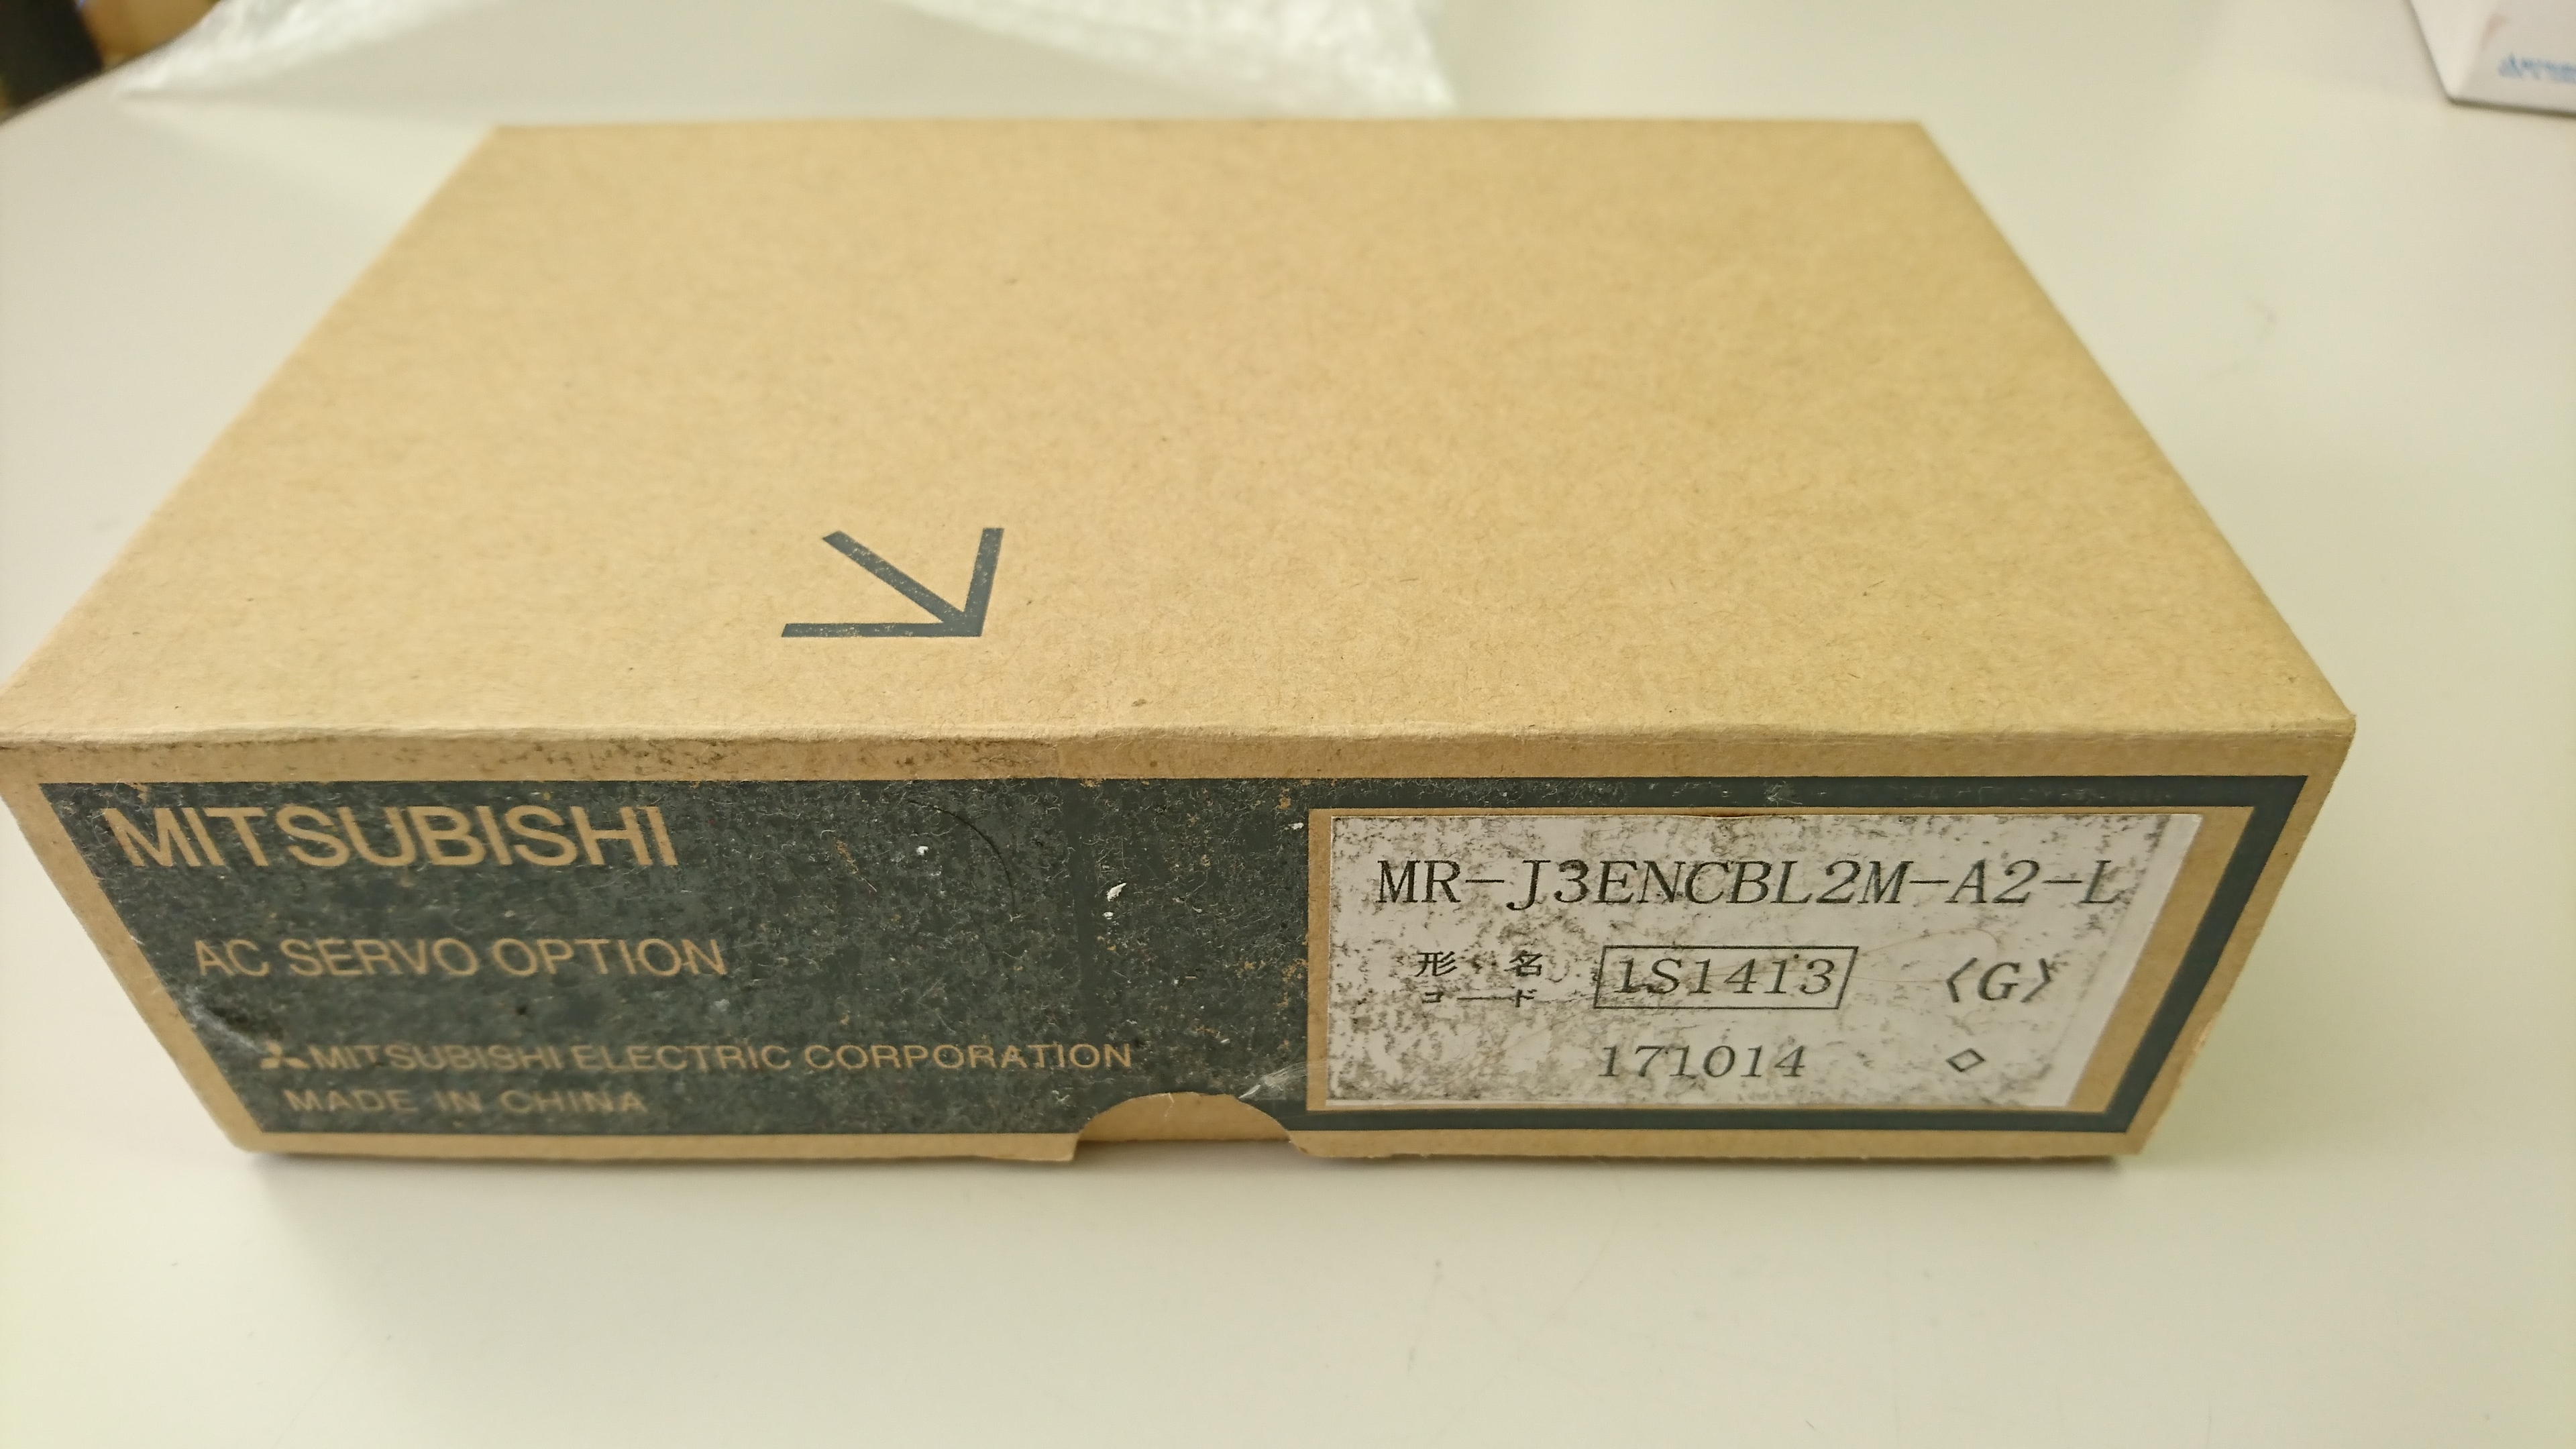 MITSUBISHI
AC SERVO OPTION
MITSUBISHI ELECTRIC CORPORATION
MADE IN CHINA
MR-J3ENCBL2M-A2-L
形名
コード 1S1413 〈G〉
171014 ◇